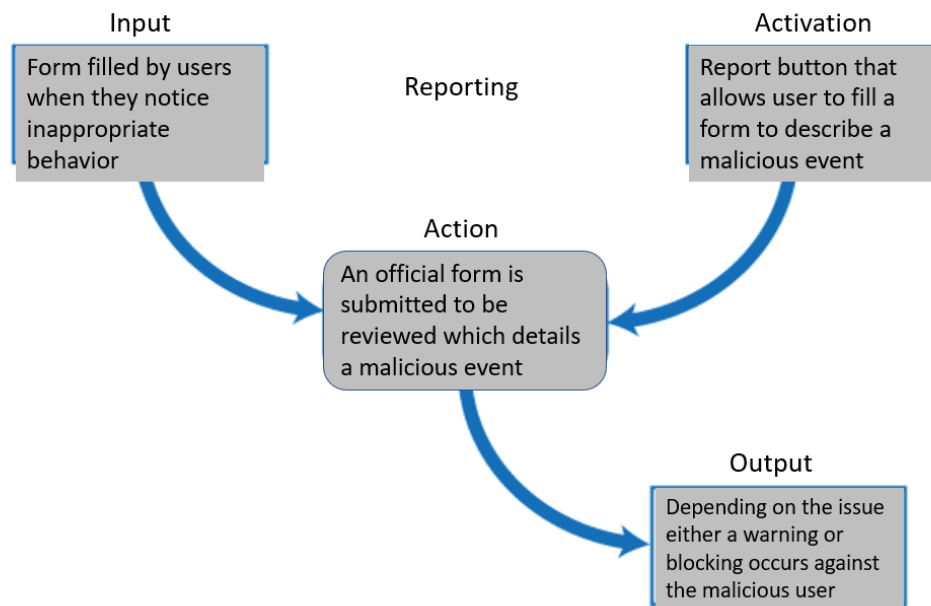 Input
Form filled by users
when they notice
inappropriate
behavior
Reporting
Activation
Report button that
allows user to fill a
form to describe a
malicious event
Action
An official form is
submitted to be
reviewed which details
a malicious event
Output
Depending on the issue
either a warning or
blocking occurs against
the malicious user